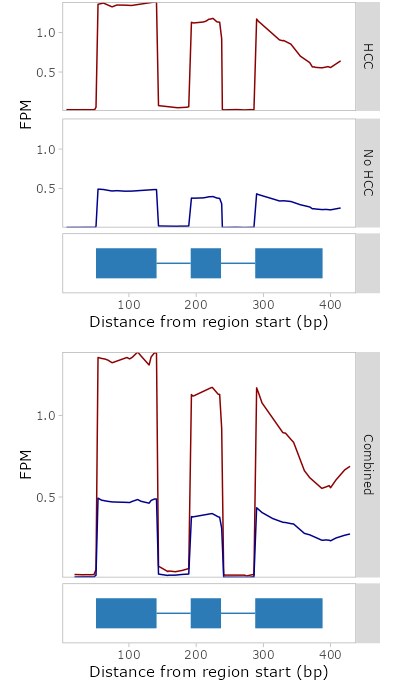 1.0
0.5
HCC
FPM
1.0
0.5
No HCC
100 200 300 400
Distance from region start (bp)
1.0
0.5
FPM
Combined
100 200 300 400
Distance from region start (bp)